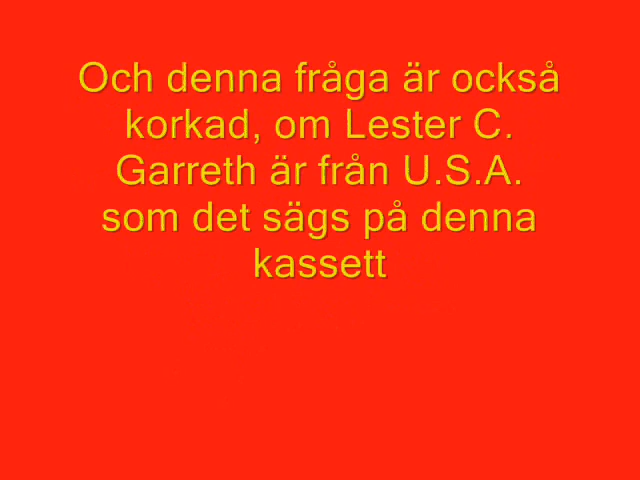 Och denna fråga är också
korkad, om Lester C.
Garreth är från U.S.A.
som det sägs på denna
kassett